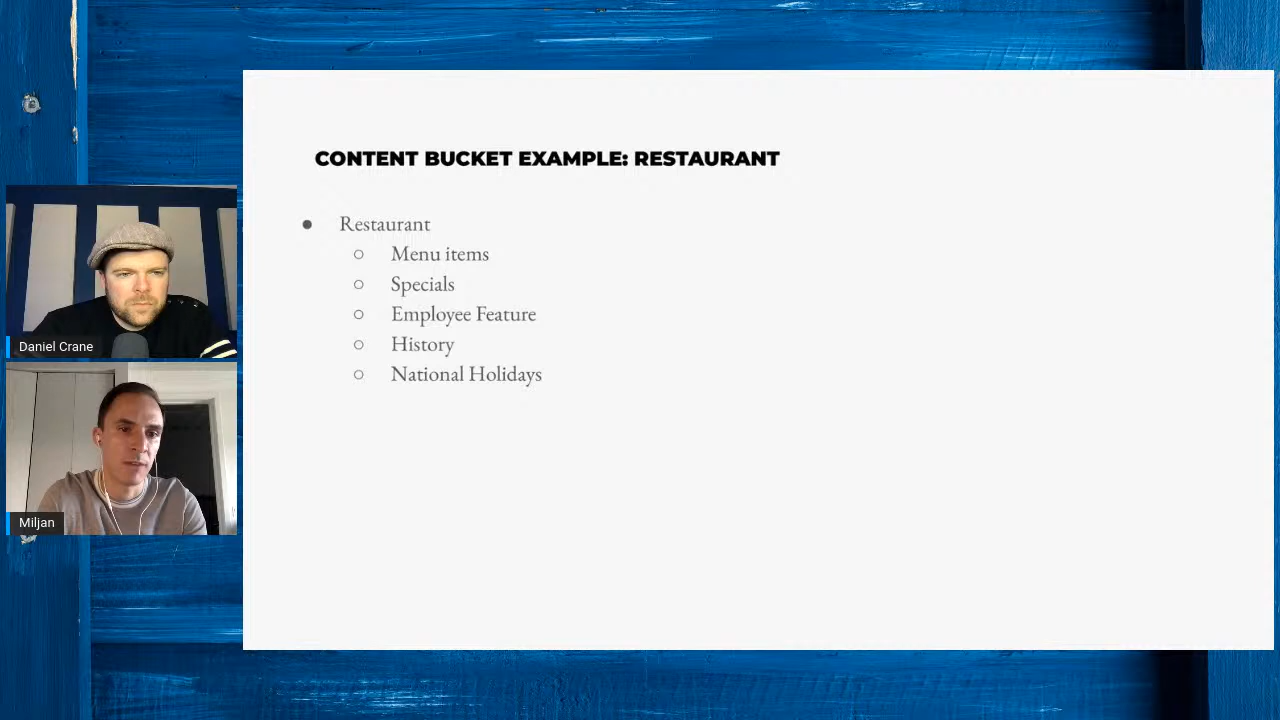 CONTENT BUCKET EXAMPLE: RESTAURANT
● Restaurant
○ Menu items
○ Specials
○ Employee Feature
○ History
○ National Holidays
Daniel Crane
Miljan